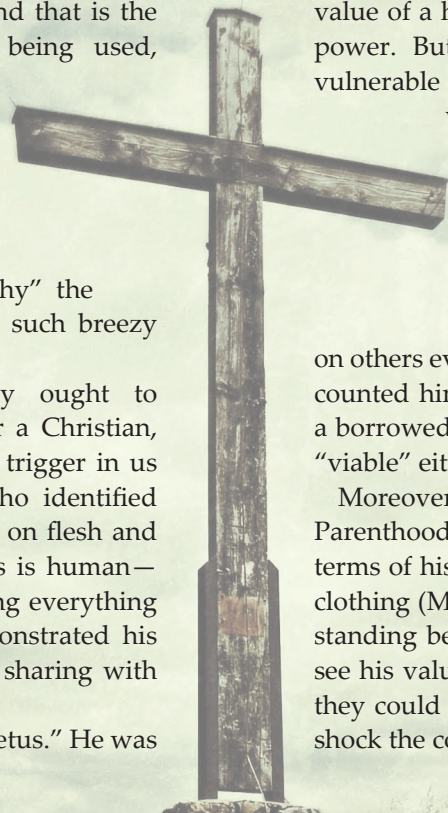 nd that is the
being used,
hy” the
such breezy
y ought to
r a Christian,
trigger in us
ho identified
on flesh and
s is human—
ng everything
onstrated his
sharing with
etus.” He was
value of a h
power. But
vulnerable
on others ev
counted him
a borrowed
“viable” eit
Moreover
Parenthood
terms of his
clothing (M
standing be
see his valu
they could
shock the co